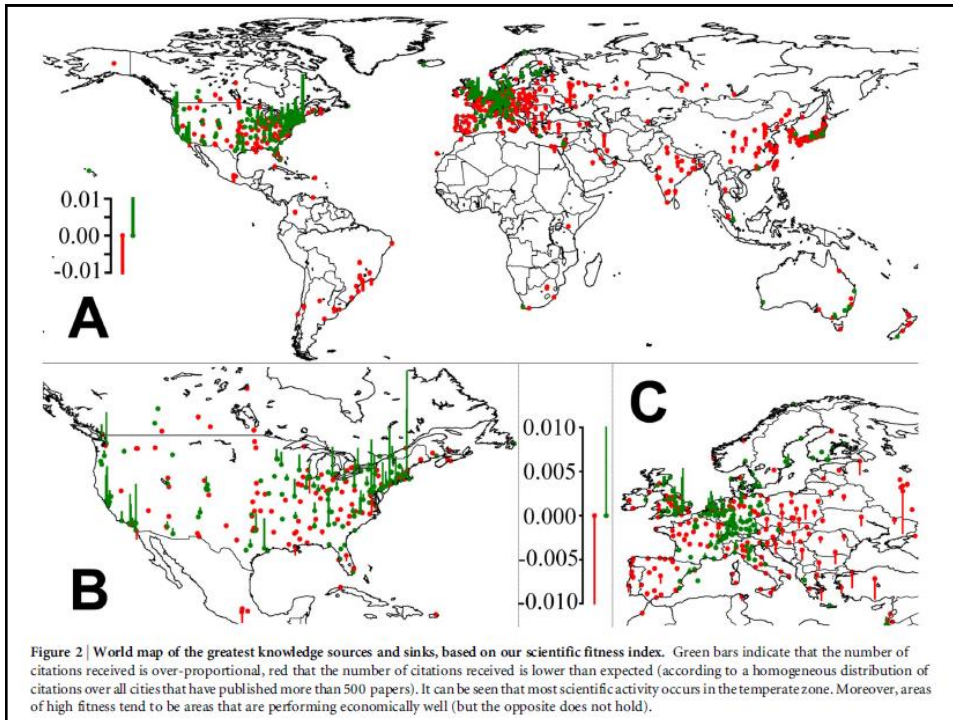 0.01
0.00
-0.01
A
B
0.010
0.005
0.000
-0.005
-0.010
C
Figure 2 | World map of the greatest knowledge sources and sinks, based on our scientific fitness index. Green bars indicate that the number of
citations received is over-proportional, red that the number of citations received is lower than expected (according to a homogeneous distribution of
citations over all cities that have published more than 500 papers). It can be seen that most scientific activity occurs in the temperate zone. Moreover, areas
of high fitness tend to be areas that are performing economically well (but the opposite does not hold).